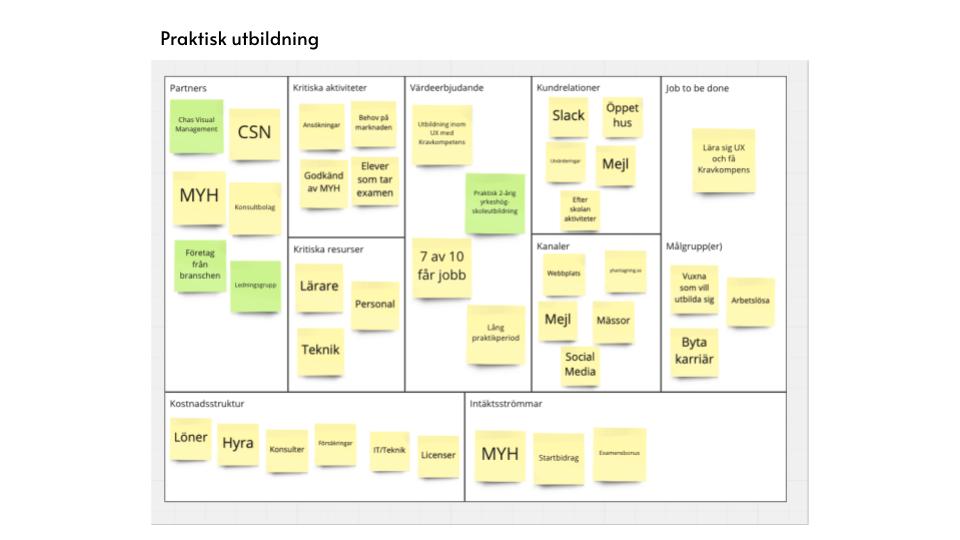 Praktisk utbildning
Partners
Chas Visual
Management
CSN
MYH
Konsultbolag
Företag
från
branschen
Ledningsgrupp
Kritiska aktiviteter
Ansökningar
Behov på
marknaden
Godkänd
av MYH
Elever
som tar
examen
Kritiska resurser
Lärare
Personal
Teknik
Värdeerbjudande
Utbildning inom
UX med
Kravkompetens
Praktisk 2-årig
yrkeshög-
skoleutbildning
7 av 10
får jobb
Lång
praktikperiod
Kundrelationer
Slack
Öppet
hus
Utvärderingar
Mejl
Efter
skolan
aktiviteter
Kanaler
Webbplats
yhantagning.se
Mejl
Mässor
Social
Media
Job to be done
Lära sig UX
och få
Kravkompens
Målgrupp(er)
Vuxna
som vill
utbilda sig
Arbetslösa
Byta
karriär
Kostnadsstruktur
Löner
Hyra
Konsulter
Försäkringar
IT/Teknik
Licenser
Intäktsströmmar
MYH
Startbidrag
Examensbonus